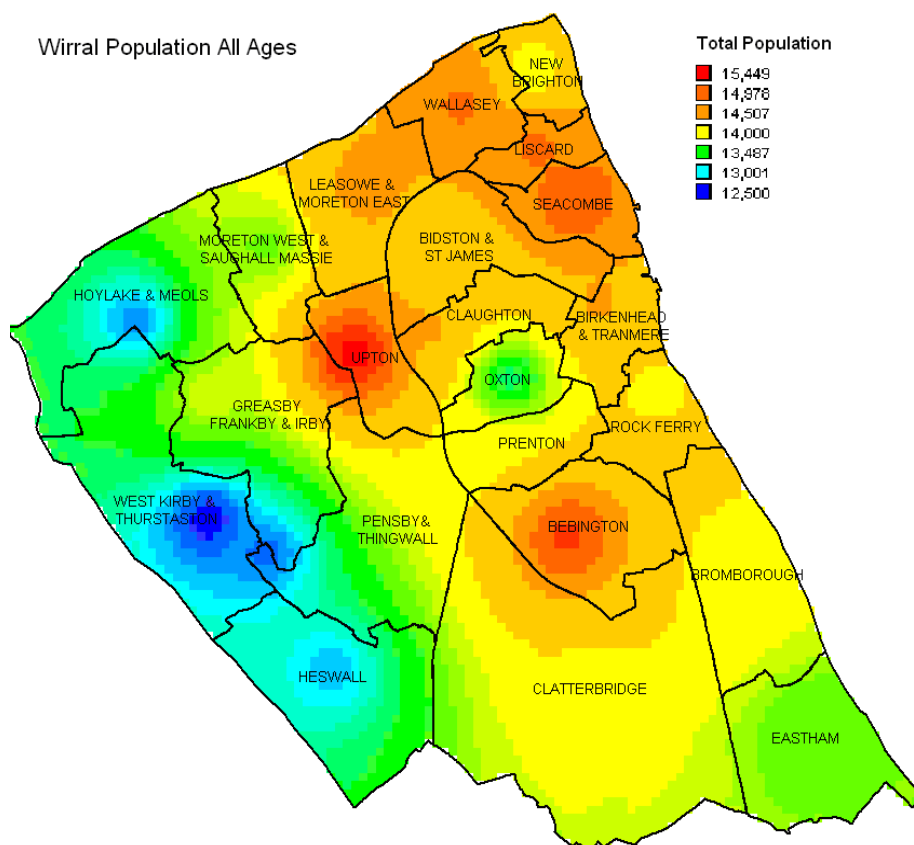 Wirral Population All Ages
Total Population
15,449
14,978
14,507
14,000
13,487
13,001
12,500
NEW
BRIGHTON
WALLASEY
LISCARD
LEASOWE &
MORETON EAST
SEACOMBE
MORETON WEST &
SAUGHALL MASSIE
BIDSTON &
ST JAMES
HOYLAKE & MEOLS
CLAUGHTON
BIRKENHEAD
& TRANMERE
UPTON
OXTON
GREASBY
FRANKBY & IRBY
ROCK FERRY
PRENTON
WEST KIRBY &
THURSTASTON
PENSBY&
THINGWALL
BEBINGTON
BROMBOROUGH
HESWALL
CLATTERBRIDGE
EASTHAM